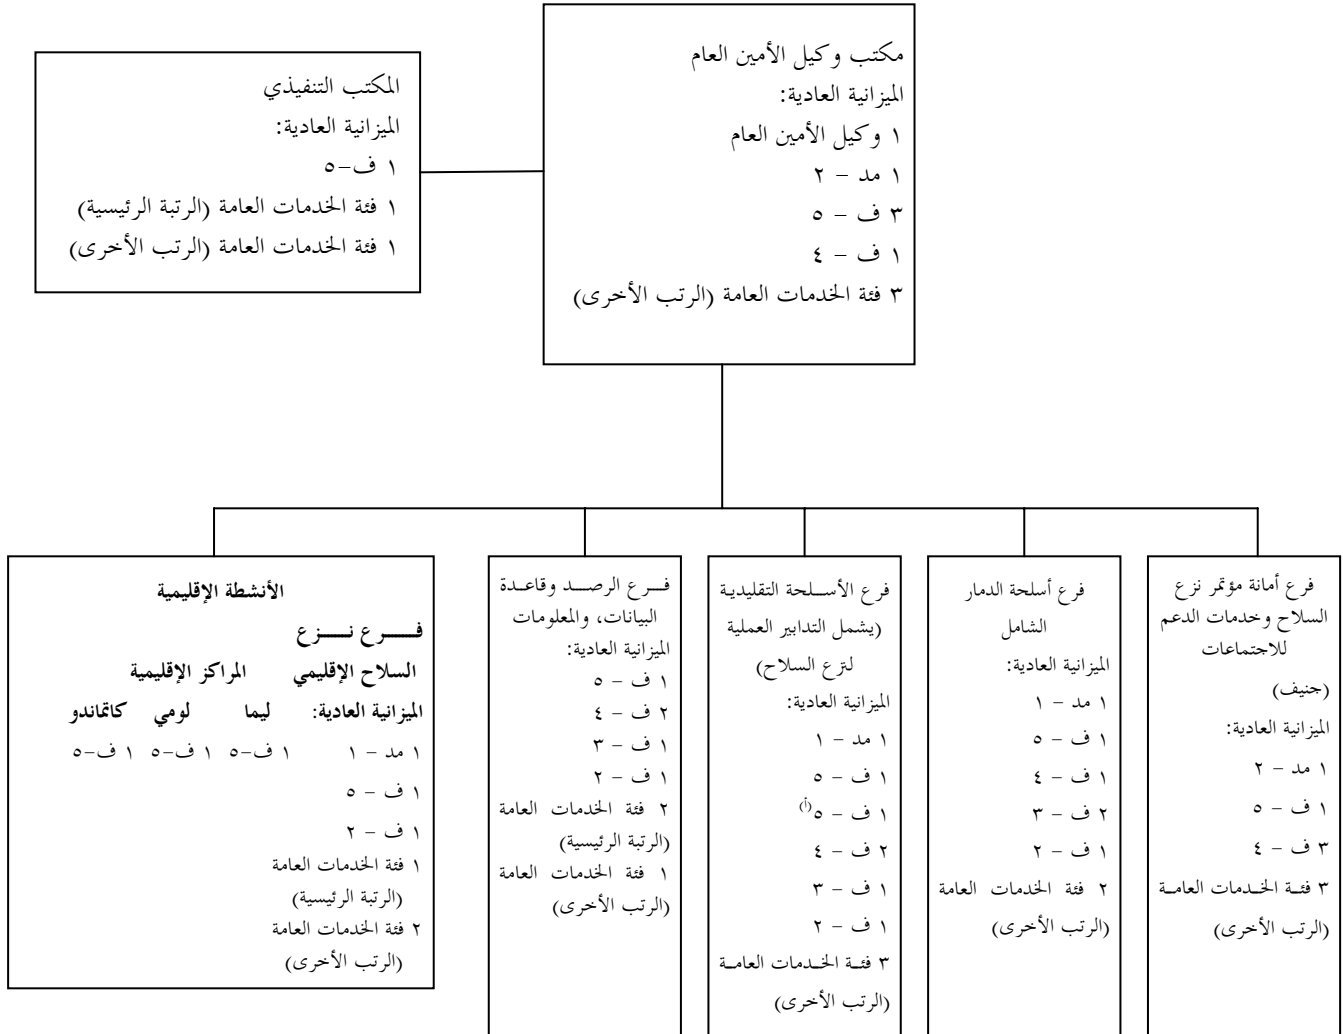 مكتب وكيل الأمين العام
الميزانية العادية:
١ وكيل الأمين العام
١ مد – ٢
٣ ف – ٥
١ ف – ٤
٣ فئة الخدمات العامة (الرتب الأخرى)
المكتب التنفيذي
الميزانية العادية:
١ ف–٥
١ فئة الخدمات العامة (الرتبة الرئيسية)
١ فئة الخدمات العامة (الرتب الأخرى)
فرع أمانة مؤتمر نزع
السلاح وخدمات الدعم
للاجتماعات
(جنيف)
الميزانية العادية:
١ مد – ٢
١ ف – ٥
٣ ف – ٤
٣ فئة الخدمات العامة
(الرتب الأخرى)
فرع أسلحة الدمار
الشامل
الميزانية العادية:
١ مد – ١
١ ف – ٥
١ ف – ٤
٢ ف – ٣
١ ف – ٢
٢ فئة الخدمات العامة
(الرتب الأخرى)
فرع الأسلحة التقليدية
(يشمل التدابير العملية
لنزع السلاح)
الميزانية العادية:
١ مد – ١
١ ف – ٥
١ ف – ٥(أ)
٢ ف – ٤
١ ف – ٣
١ ف – ٢
٣ فئة الخدمات العامة
(الرتب الأخرى)
فرع الرصد وقاعدة
البيانات، والمعلومات
الميزانية العادية:
١ ف – ٥
٢ ف – ٤
١ ف – ٣
١ ف – ٢
٢ فئة الخدمات العامة
(الرتبة الرئيسية)
١ فئة الخدمات العامة
(الرتب الأخرى)
الأنشطة الإقليمية
فرع نزع
السلاح الإقليمي المراكز الإقليمية
الميزانية العادية: ليما لومي كاتماندو
١ مد – ١ ١ ف–٥ ١ ف–٥ ١ ف–٥
١ ف – ٥
١ ف – ٢
١ فئة الخدمات العامة
(الرتبة الرئيسية)
٢ فئة الخدمات العامة
(الرتب الأخرى)